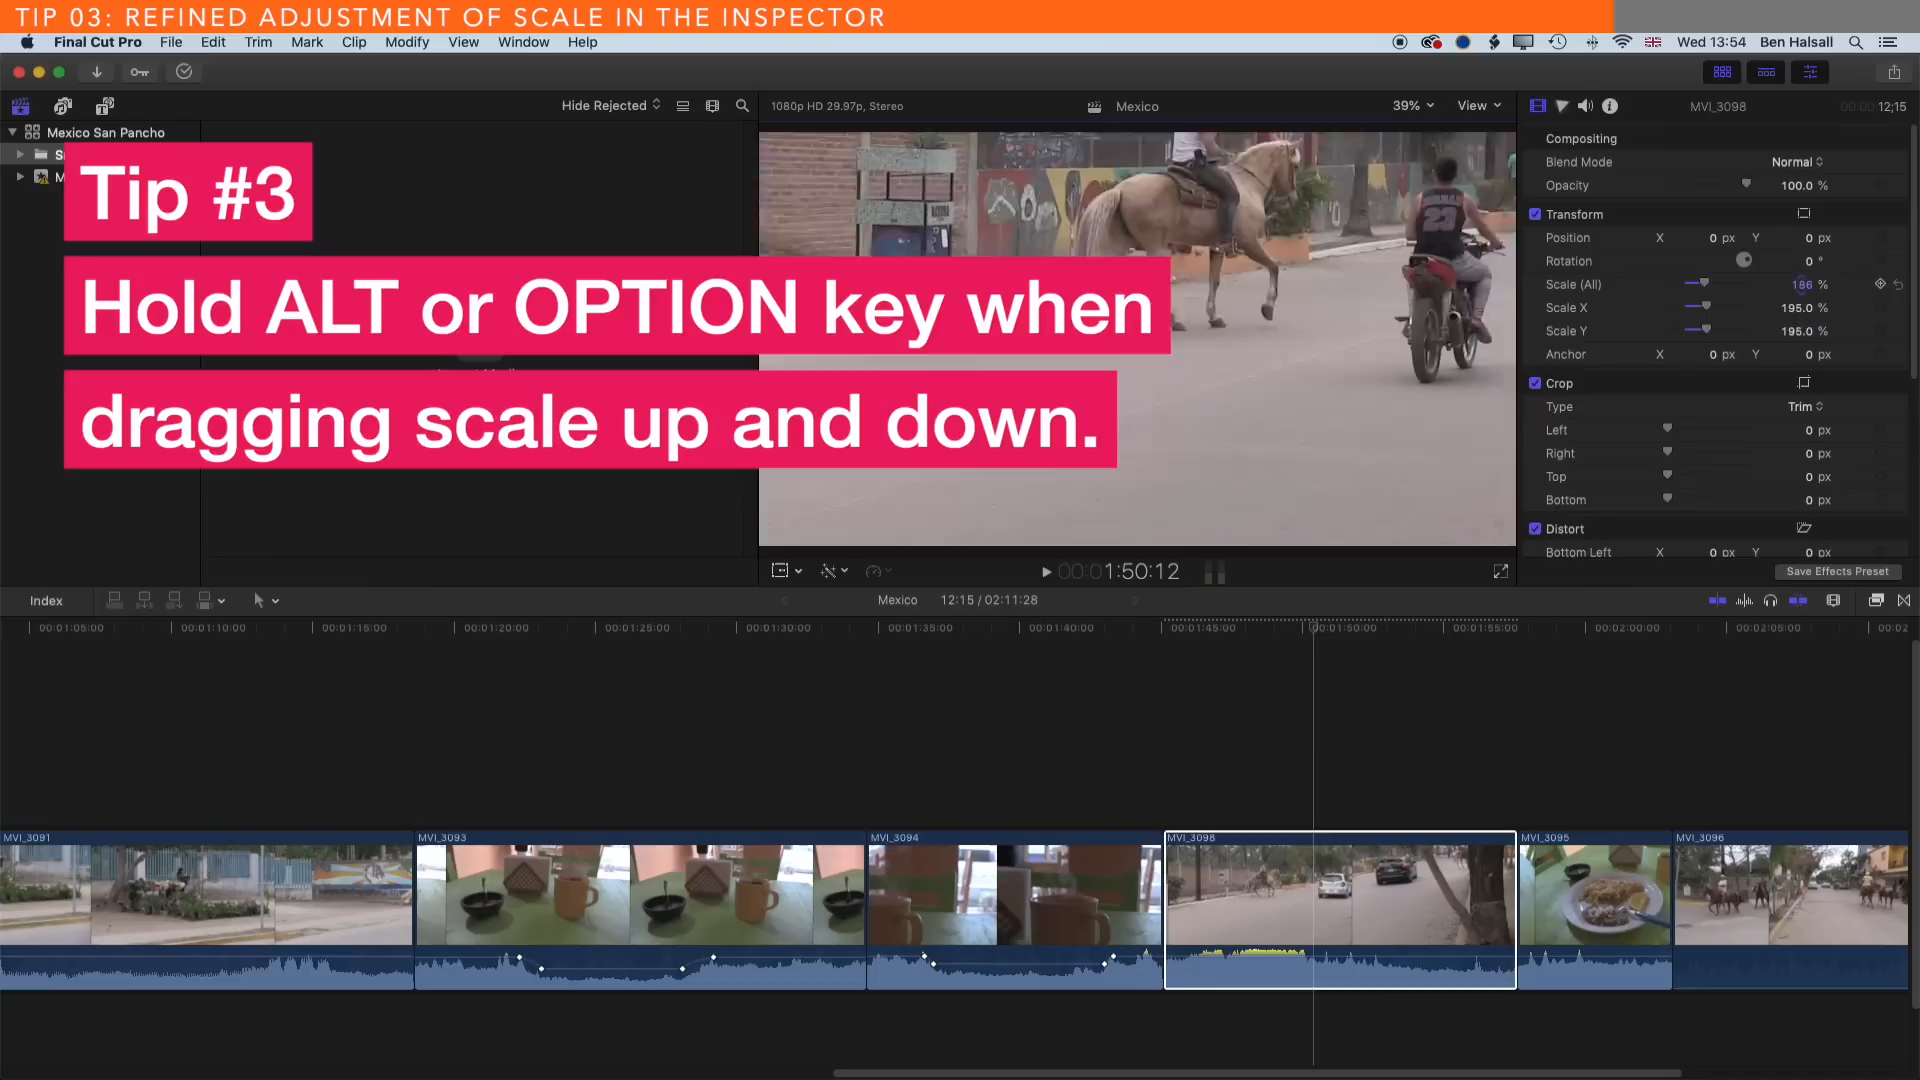 TIP 03: REFINED ADJUSTMENT OF SCALE IN THE INSPECTOR
Final Cut Pro File Edit Trim Mark Clip Modify View Window Help
Wed 13:54 Ben Halsall
Hide Rejected
1080p HD 29.97p, Stereo
Mexico
39%
View
MVI_3098
00:00:12;15
Mexico San Pancho
Tip #3
Hold ALT or OPTION key when
dragging scale up and down.
23
Compositing
Blend Mode Normal
Opacity 100.0 %
Transform
Position X 0 px Y 0 px
Rotation 0 °
Scale (All) 186 %
Scale X 195.0 %
Scale Y 195.0 %
Anchor X 0 px Y 0 px
Crop
Type Trim
Left 0 px
Right 0 px
Top 0 px
Bottom 0 px
Distort
Bottom Left X 0 px Y 0 px
Save Effects Preset
00:01:50:12
Index
Mexico 12:15 / 02:11:28
00:01:05:00 00:01:10:00 00:01:15:00 00:01:20:00 00:01:25:00 00:01:30:00 00:01:35:00 00:01:40:00 00:01:45:00 00:01:50:00 00:01:55:00 00:02:00:00 00:02:05:00 00:02
MVI_3091 MVI_3093 MVI_3094 MVI_3098 MVI_3095 MVI_3096